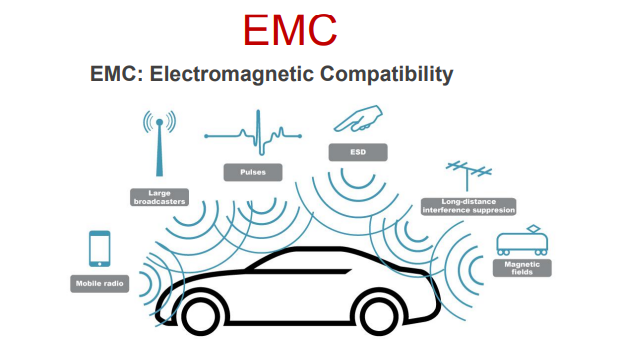 EMC
EMC: Electromagnetic Compatibility
Large
broadcasters
Pulses
ESD
Long-distance
interference suppresion
Mobile radio
Magnetic
fields